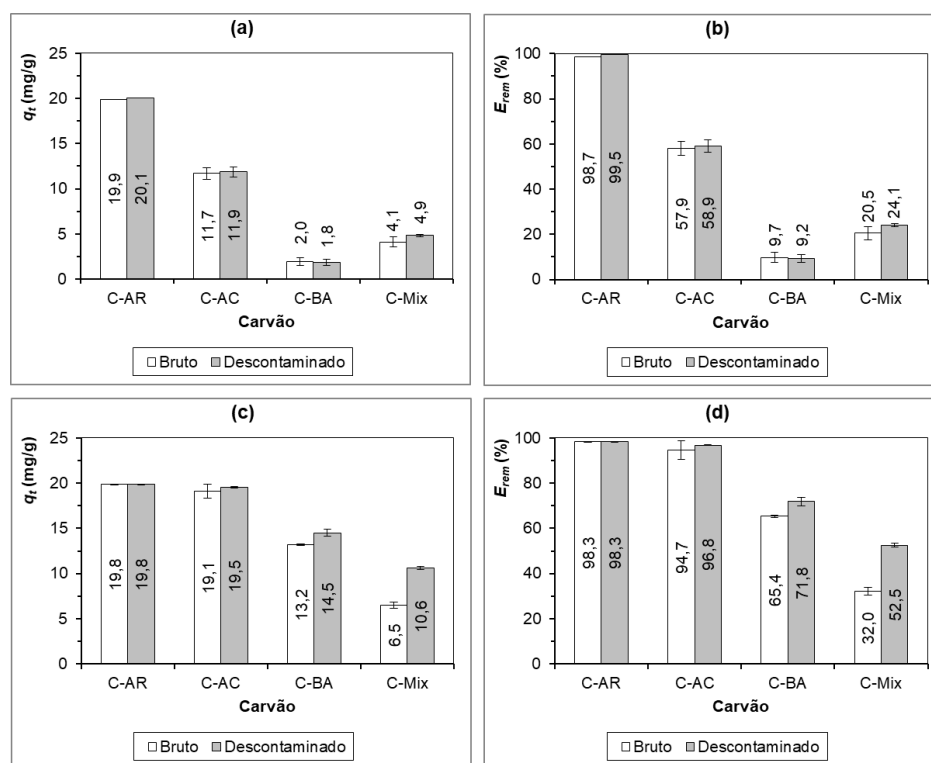 (a)
q_t (mg/g)
25
20
15
10
5
0
19,9
20,1
11,7
11,9
2,0
1,8
4,1
4,9
C-AR C-AC C-BA C-Mix
Carvão
Bruto Descontaminado
(b)
E_rem (%)
100
80
60
40
20
0
98,7
99,5
57,9
58,9
9,7
9,2
20,5
24,1
C-AR C-AC C-BA C-Mix
Carvão
Bruto Descontaminado
(c)
q_t (mg/g)
25
20
15
10
5
0
19,8
19,8
19,1
19,5
13,2
14,5
6,5
10,6
C-AR C-AC C-BA C-Mix
Carvão
Bruto Descontaminado
(d)
E_rem (%)
100
80
60
40
20
0
98,3
98,3
94,7
96,8
65,4
71,8
32,0
52,5
C-AR C-AC C-BA C-Mix
Carvão
Bruto Descontaminado